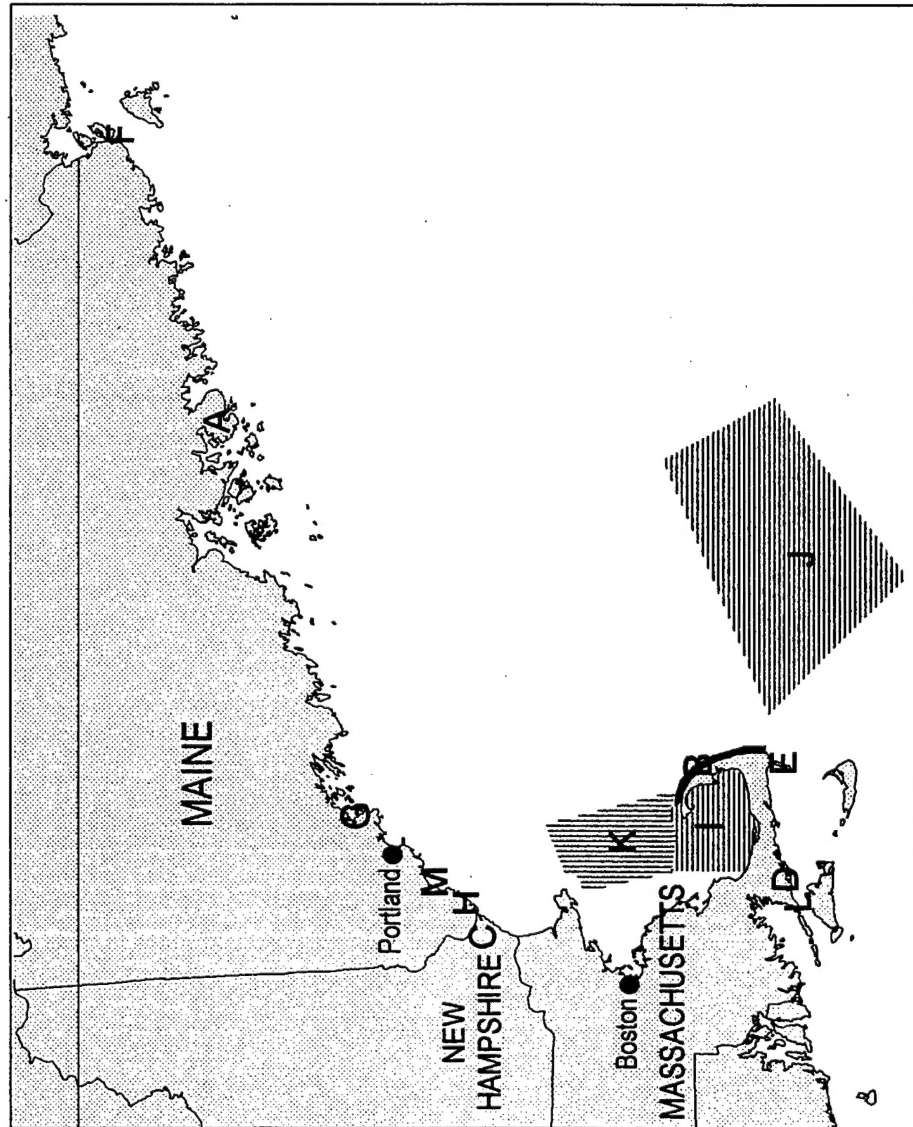 F
A
MAINE
G
Portland
M
H
C
NEW
HAMPSHIRE
K
B
I
J
E
Boston
MASSACHUSETTS
D
L